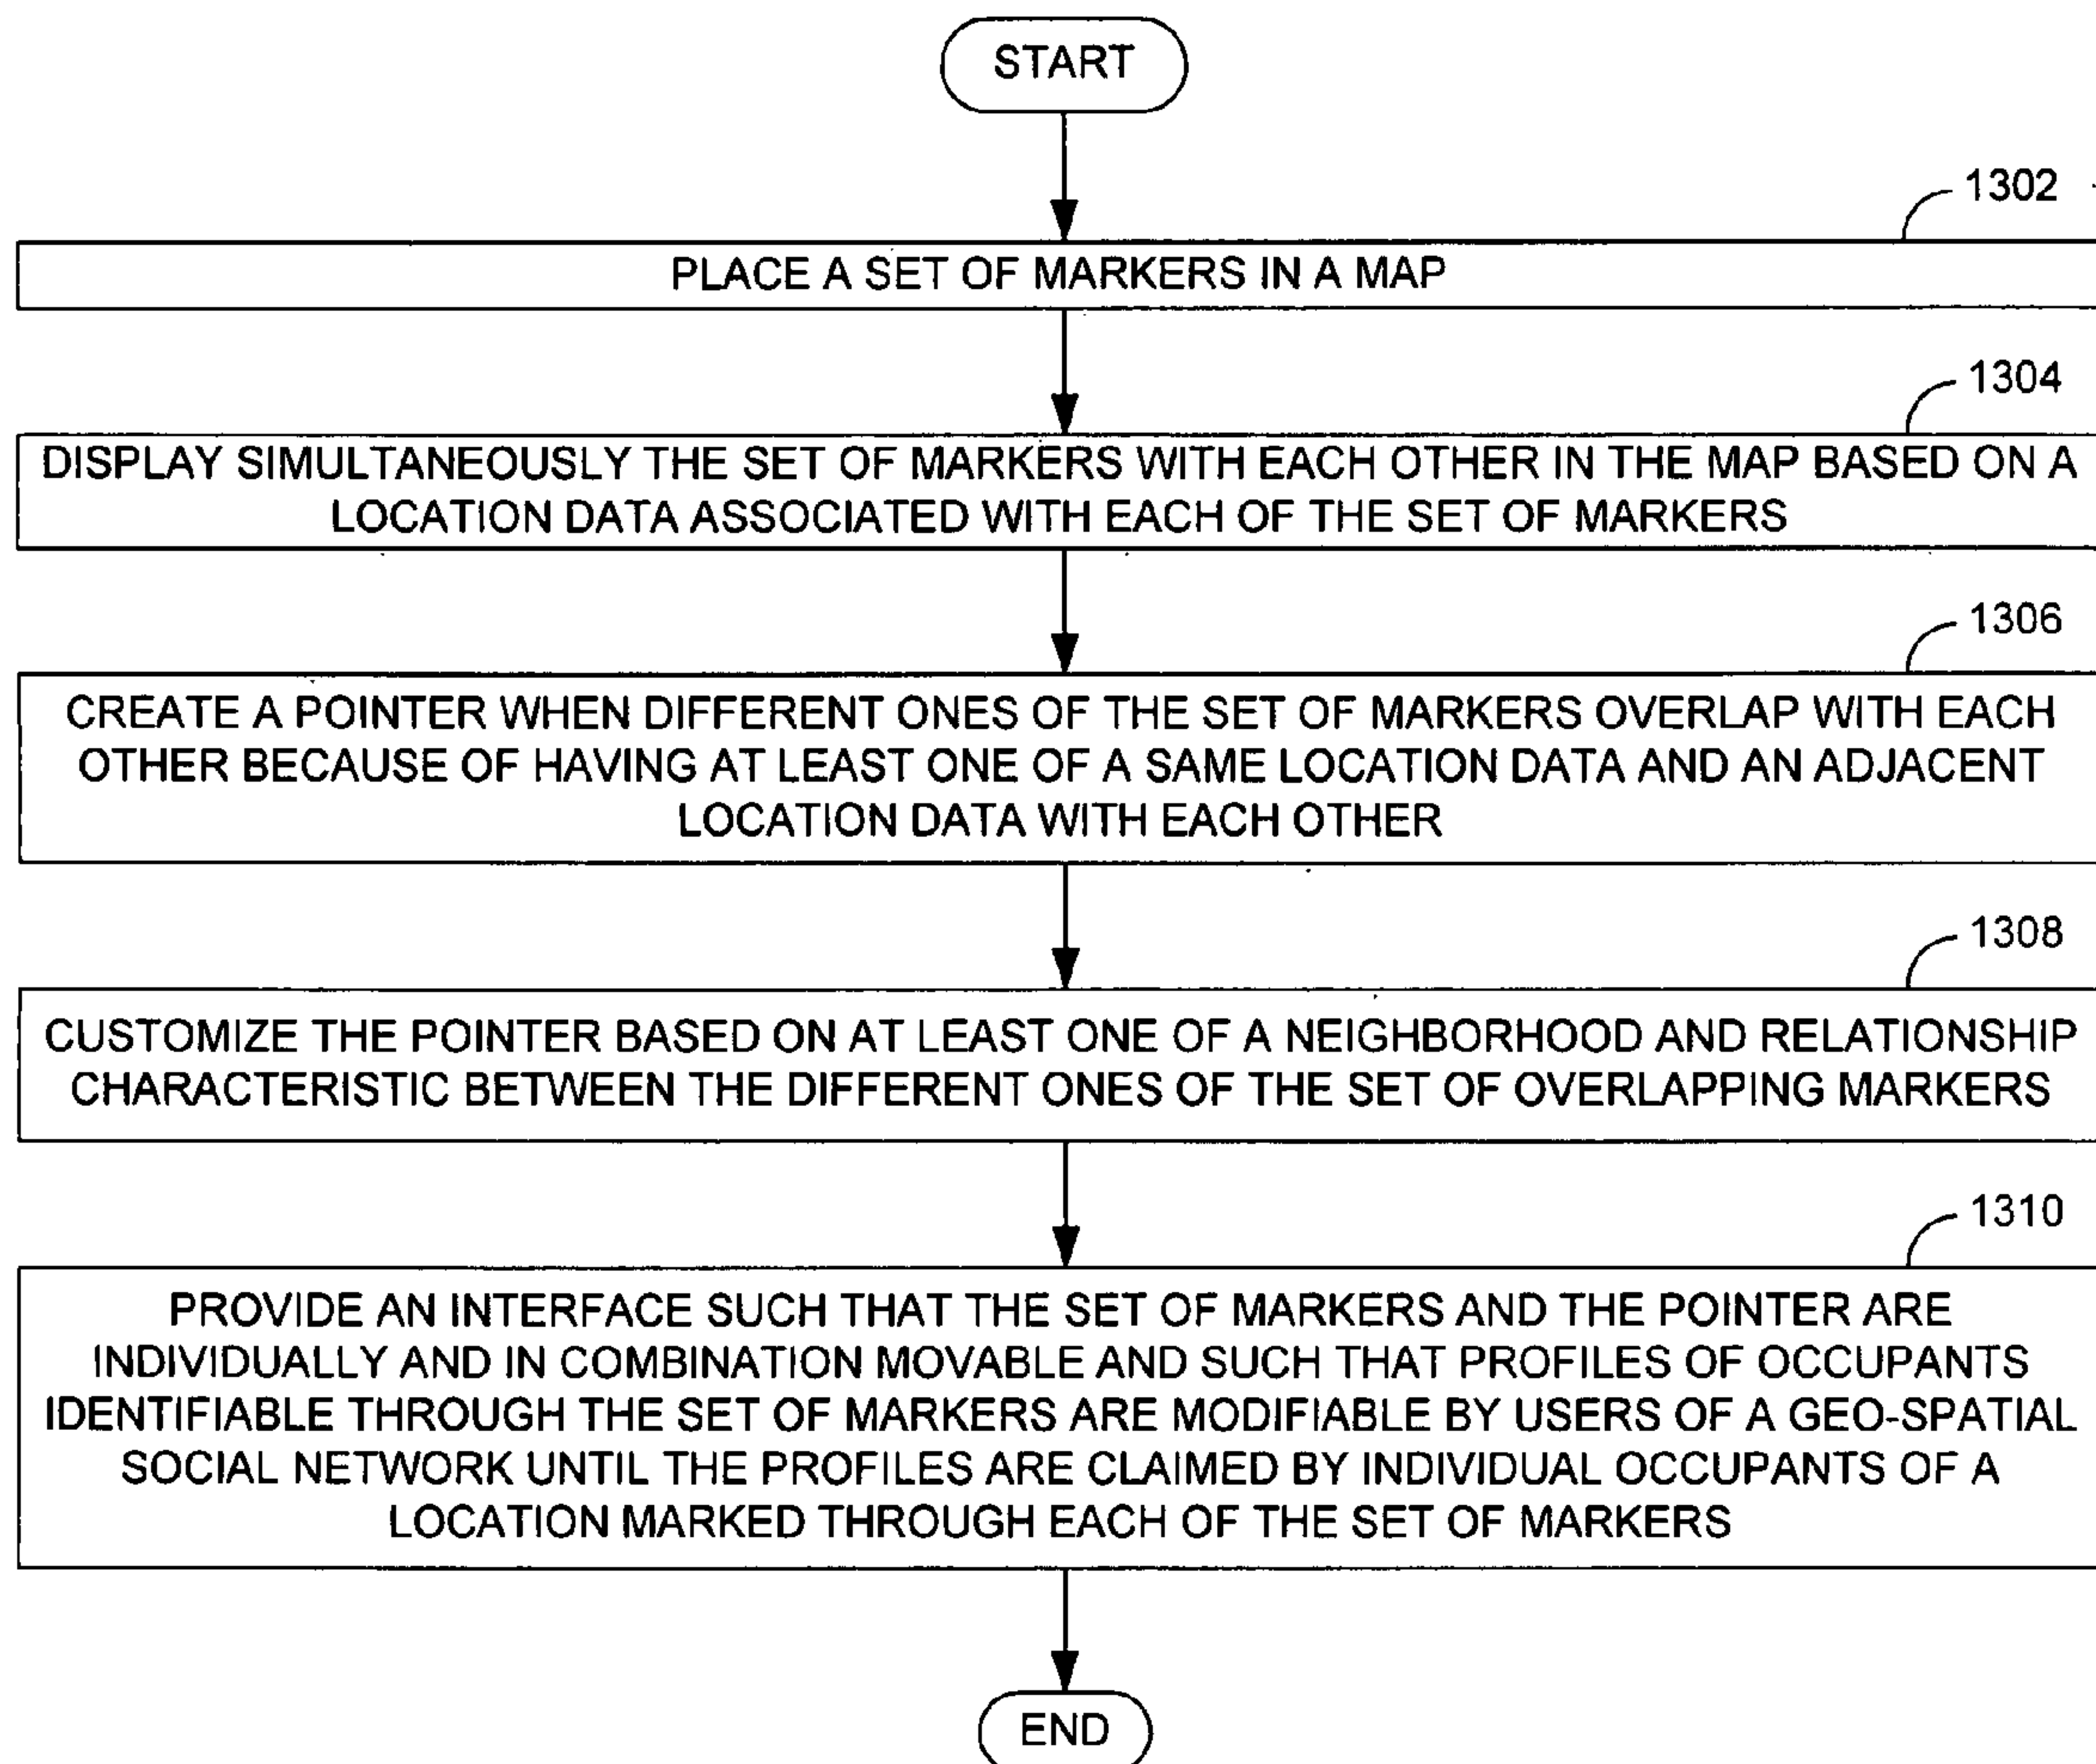 START
1302
PLACE A SET OF MARKERS IN A MAP
1304
DISPLAY SIMULTANEOUSLY THE SET OF MARKERS WITH EACH OTHER IN THE MAP BASED ON A
LOCATION DATA ASSOCIATED WITH EACH OF THE SET OF MARKERS
1306
CREATE A POINTER WHEN DIFFERENT ONES OF THE SET OF MARKERS OVERLAP WITH EACH
OTHER BECAUSE OF HAVING AT LEAST ONE OF A SAME LOCATION DATA AND AN ADJACENT
LOCATION DATA WITH EACH OTHER
1308
CUSTOMIZE THE POINTER BASED ON AT LEAST ONE OF A NEIGHBORHOOD AND RELATIONSHIP
CHARACTERISTIC BETWEEN THE DIFFERENT ONES OF THE SET OF OVERLAPPING MARKERS
1310
PROVIDE AN INTERFACE SUCH THAT THE SET OF MARKERS AND THE POINTER ARE
INDIVIDUALLY AND IN COMBINATION MOVABLE AND SUCH THAT PROFILES OF OCCUPANTS
IDENTIFIABLE THROUGH THE SET OF MARKERS ARE MODIFIABLE BY USERS OF A GEO-SPATIAL
SOCIAL NETWORK UNTIL THE PROFILES ARE CLAIMED BY INDIVIDUAL OCCUPANTS OF A
LOCATION MARKED THROUGH EACH OF THE SET OF MARKERS
END